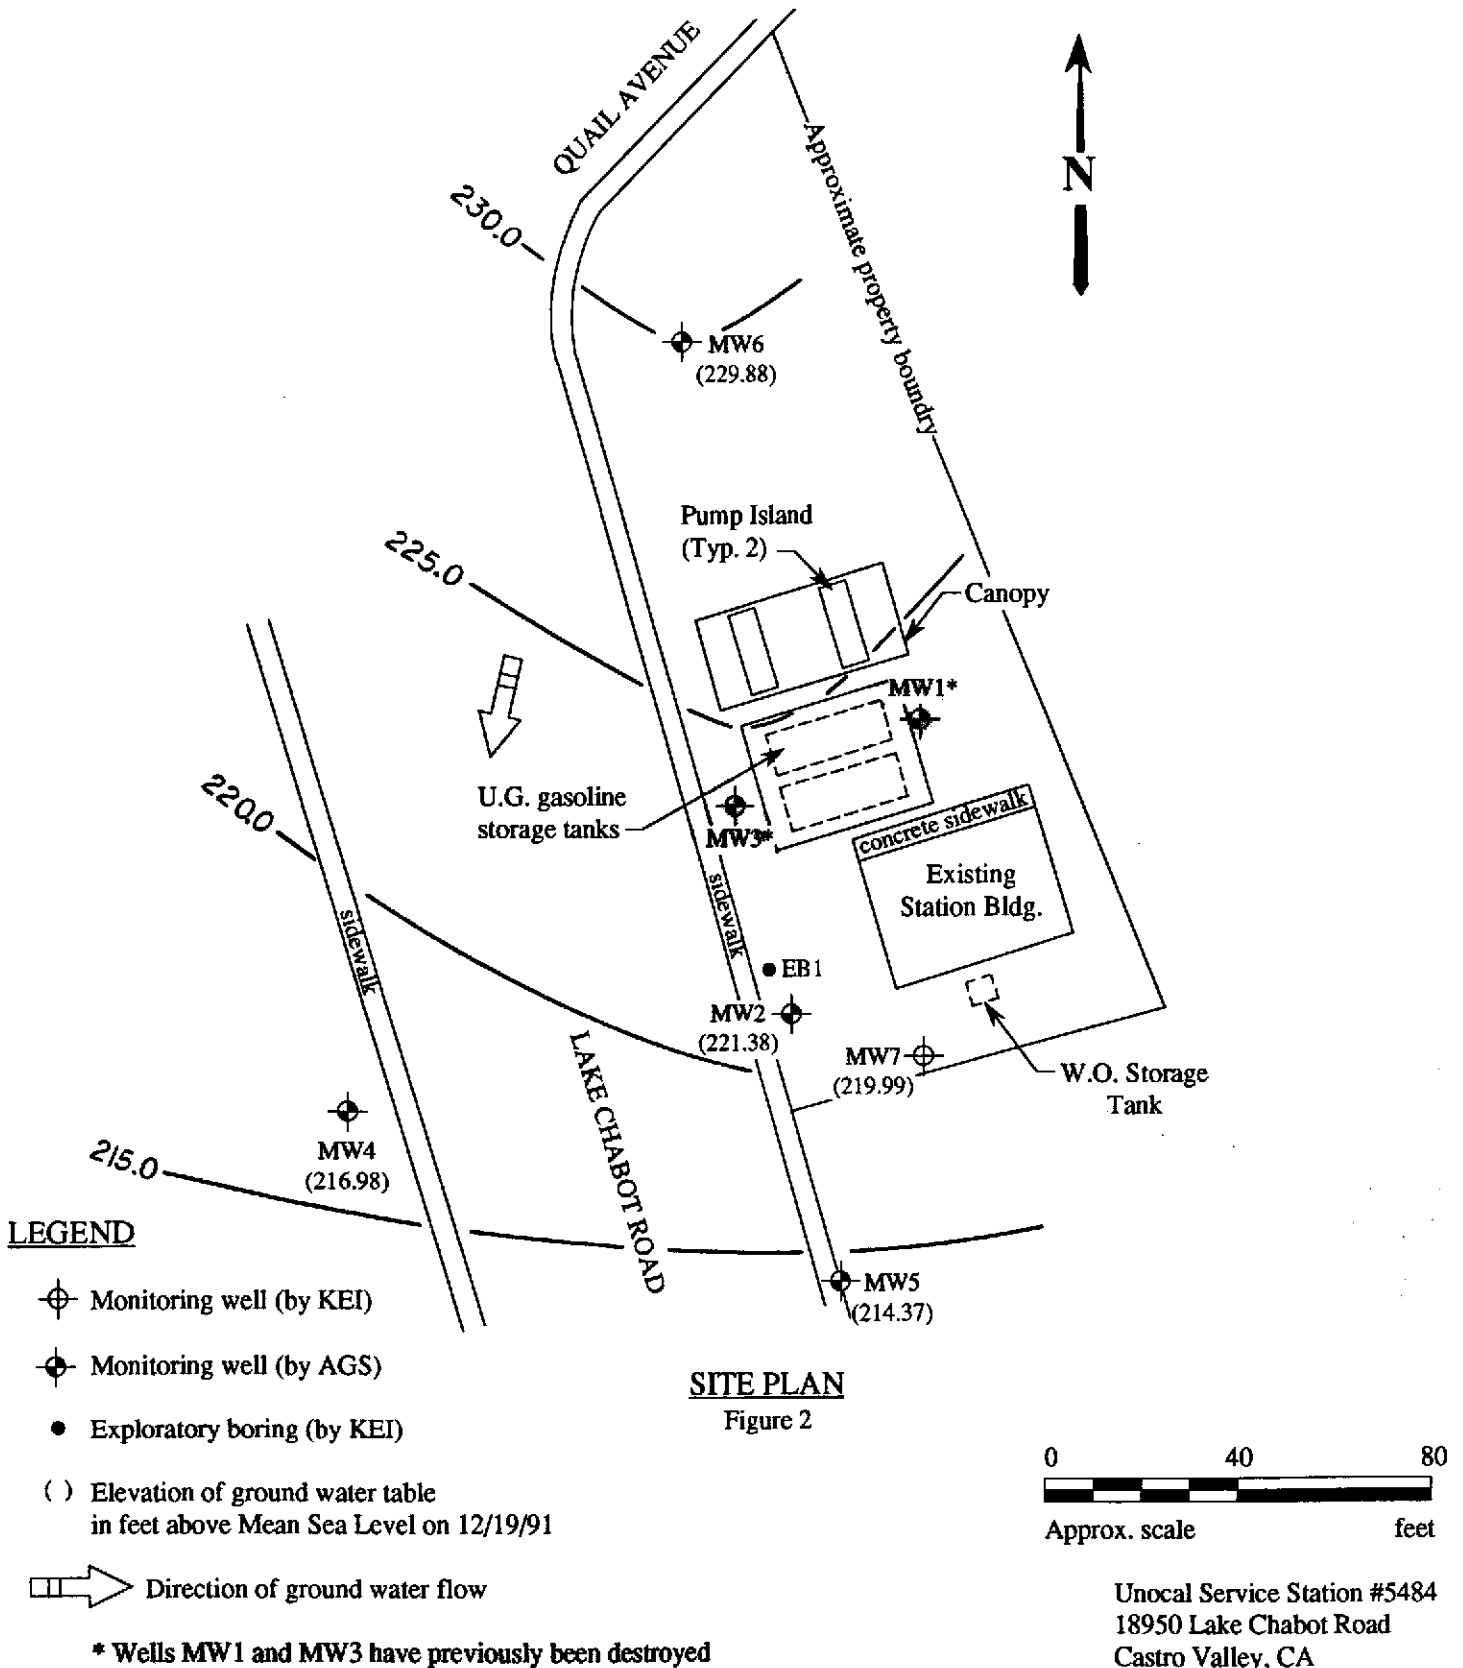 QUAIL AVENUE
N
Approximate property boundry
230.0
MW6
(229.88)
Pump Island
(Typ. 2)
225.0
Canopy
MW1*
U.G. gasoline
storage tanks
MW3*
220.0
concrete sidewalk
Existing
Station Bldg.
sidewalk
sidewalk
EB1
MW2
(221.38)
MW7
(219.99)
W.O. Storage
Tank
LAKE CHABOT ROAD
MW4
(216.98)
215.0
MW5
(214.37)
LEGEND
Monitoring well (by KEI)
Monitoring well (by AGS)
Exploratory boring (by KEI)
( ) Elevation of ground water table
in feet above Mean Sea Level on 12/19/91
Direction of ground water flow
* Wells MW1 and MW3 have previously been destroyed
SITE PLAN
Figure 2
0 40 80
Approx. scale feet
Unocal Service Station #5484
18950 Lake Chabot Road
Castro Valley, CA